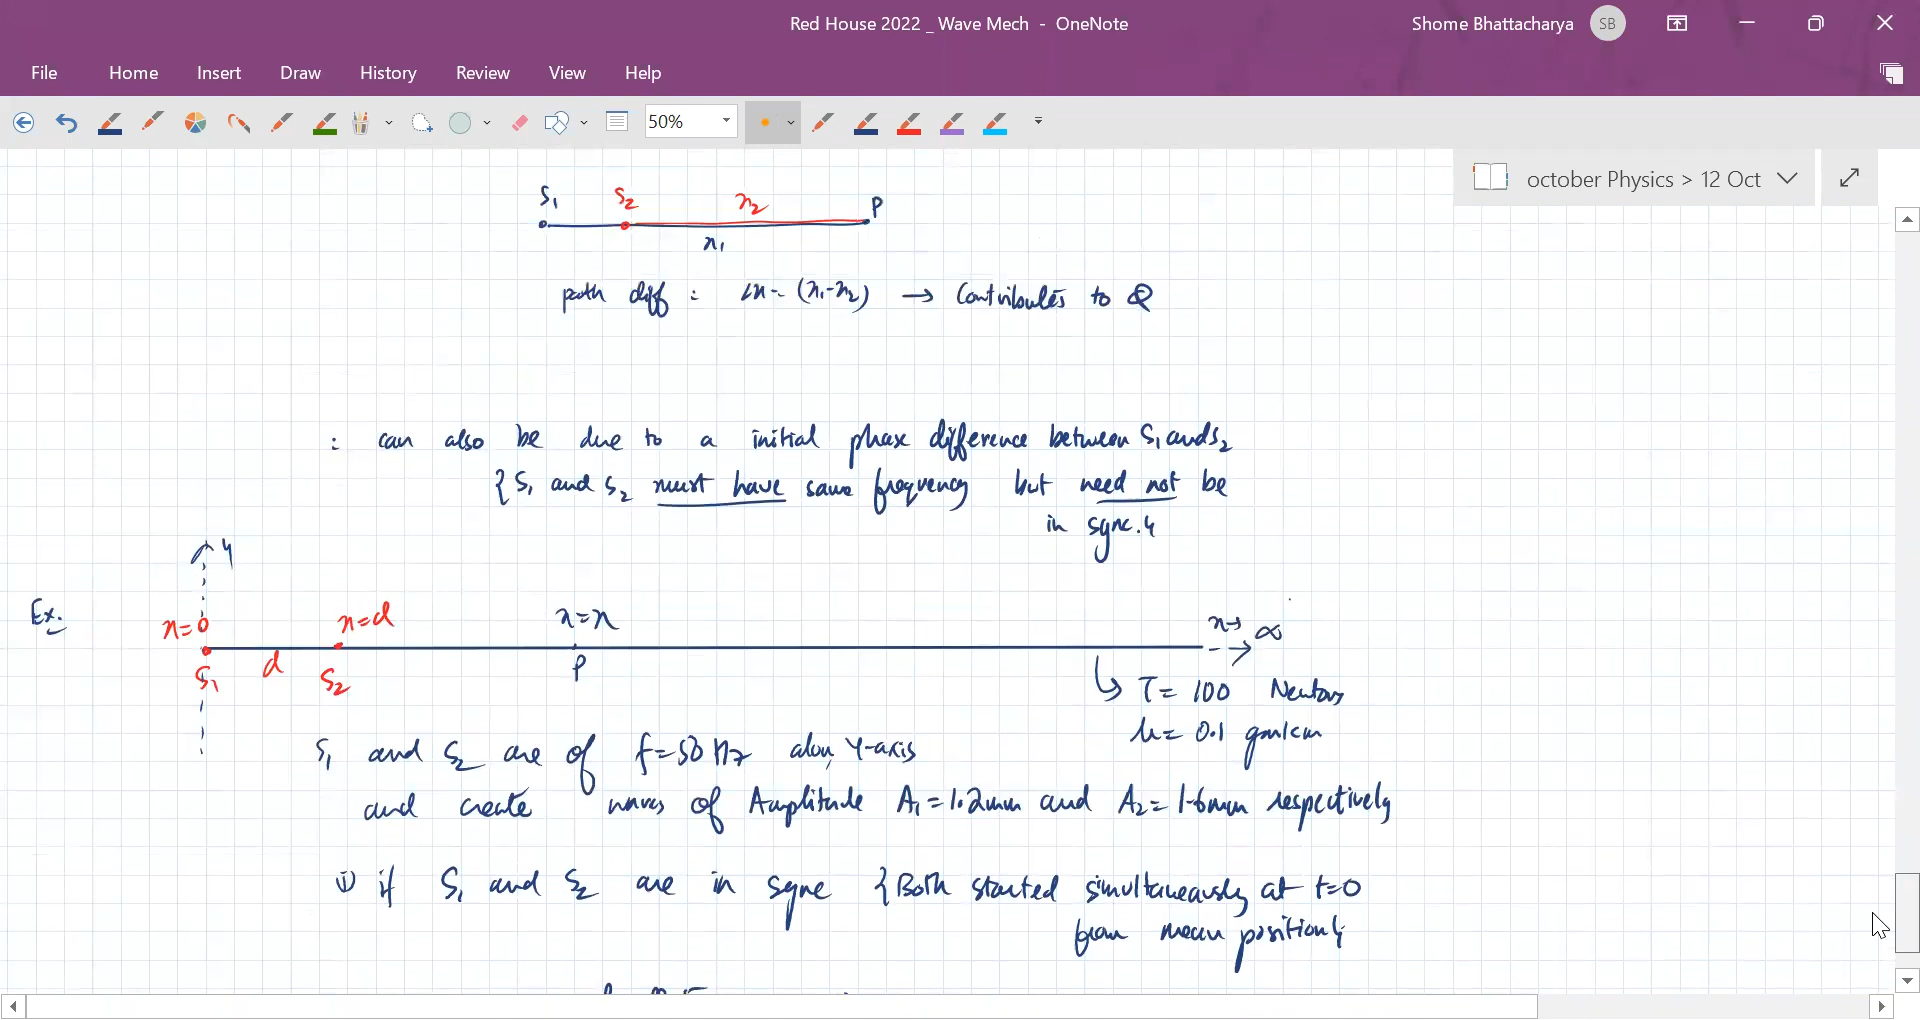 Red House 2022 _ Wave Mech - OneNote
Shome Bhattacharya SB
File Home Insert Draw History Review View Help
50%
october Physics > 12 Oct
S1 S2 x2 P
x1
path diff : Δx = (x1-x2) → Contributes to Φ
: can also be due to a initial phase difference between S1 and S2
{S1 and S2 must have same frequency but need not be
in sync.}
Y
Ex. x=0 x=d x=x x→ ∞
S1 d S2 P
T = 100 Newtons
μ = 0.1 gm/cm
S1 and S2 are of f=50 Hz along Y-axis
and create waves of Amplitude A1=1.2mm and A2=1.6mm respectively
① if S1 and S2 are in sync {Both started simultaneously at t=0
from mean position}